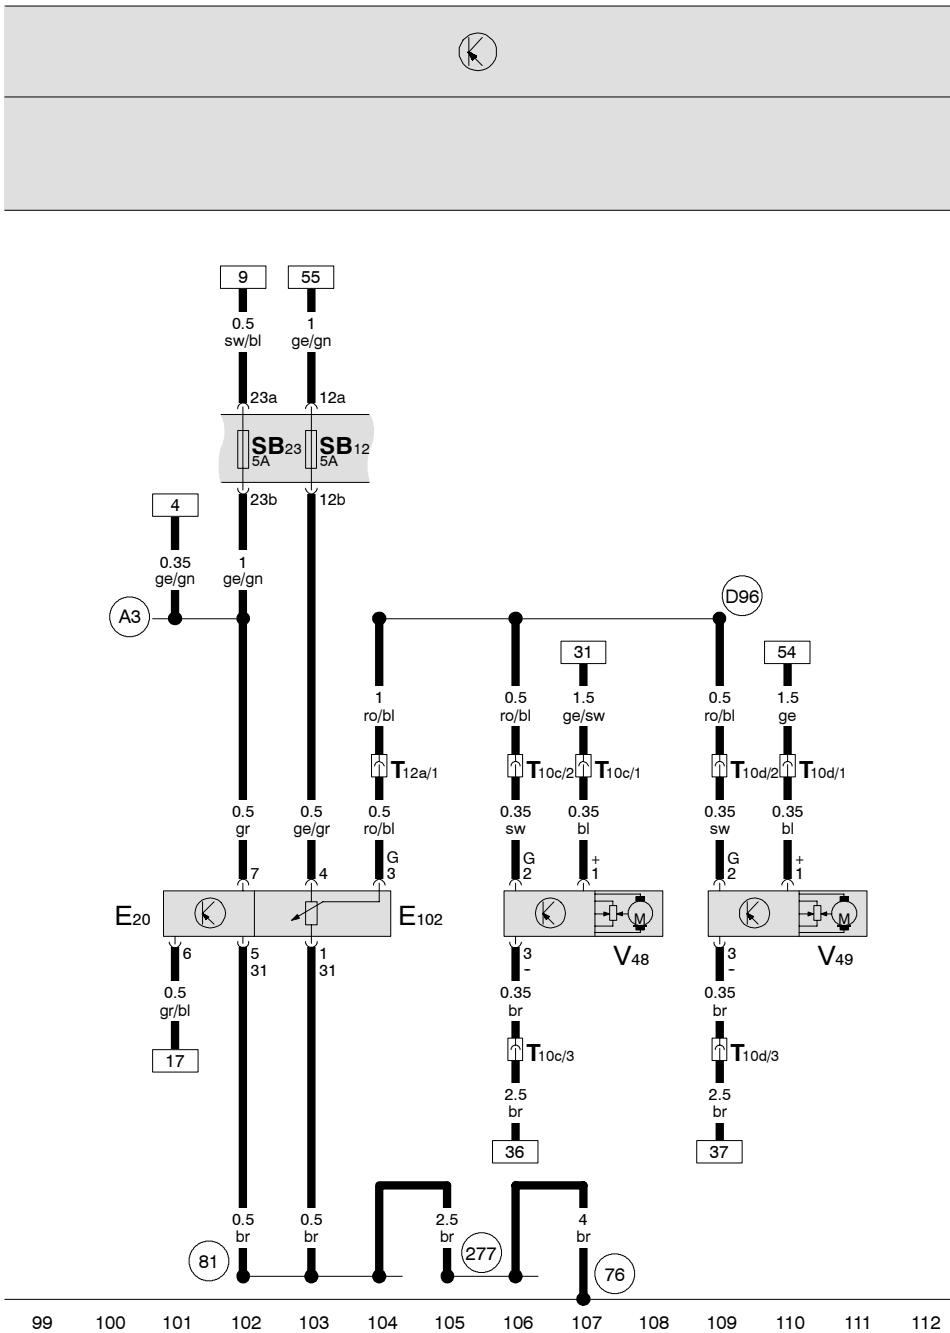 9 55
0.5 1
sw/bl ge/gn
23a 12a
SB23 SB12
5A 5A
23b 12b
4
0.35 1
ge/gn ge/gn
A3 D96
31 54
1 0.5 1.5 0.5 1.5
ro/bl ro/bl ge/sw ro/bl ge
T12a/1 T10c/2 T10c/1 T10d/2 T10d/1
0.5 0.5 0.5 0.35 0.35 0.35 0.35
gr ge/gr ro/bl sw bl sw bl
G G + G +
7 4 3 2 1 2 1
E20 E102 M M
6 5 1 3 V48 3 V49
31 31 - -
0.5 0.35 0.35
gr/bl br br
17 T10c/3 T10d/3
2.5 2.5
br br
36 37
0.5 0.5 2.5 4
br br br br
81 277 76
99 100 101 102 103 104 105 106 107 108 109 110 111 112